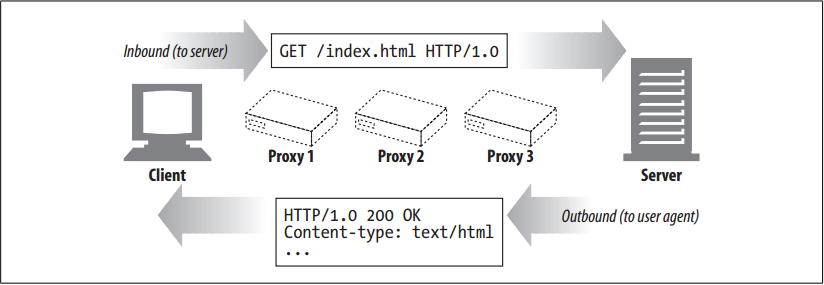 Inbound (to server)
GET /index.html HTTP/1.0
Proxy 1
Proxy 2
Proxy 3
Client
Server
HTTP/1.0 200 OK
Content-type: text/html
...
Outbound (to user agent)